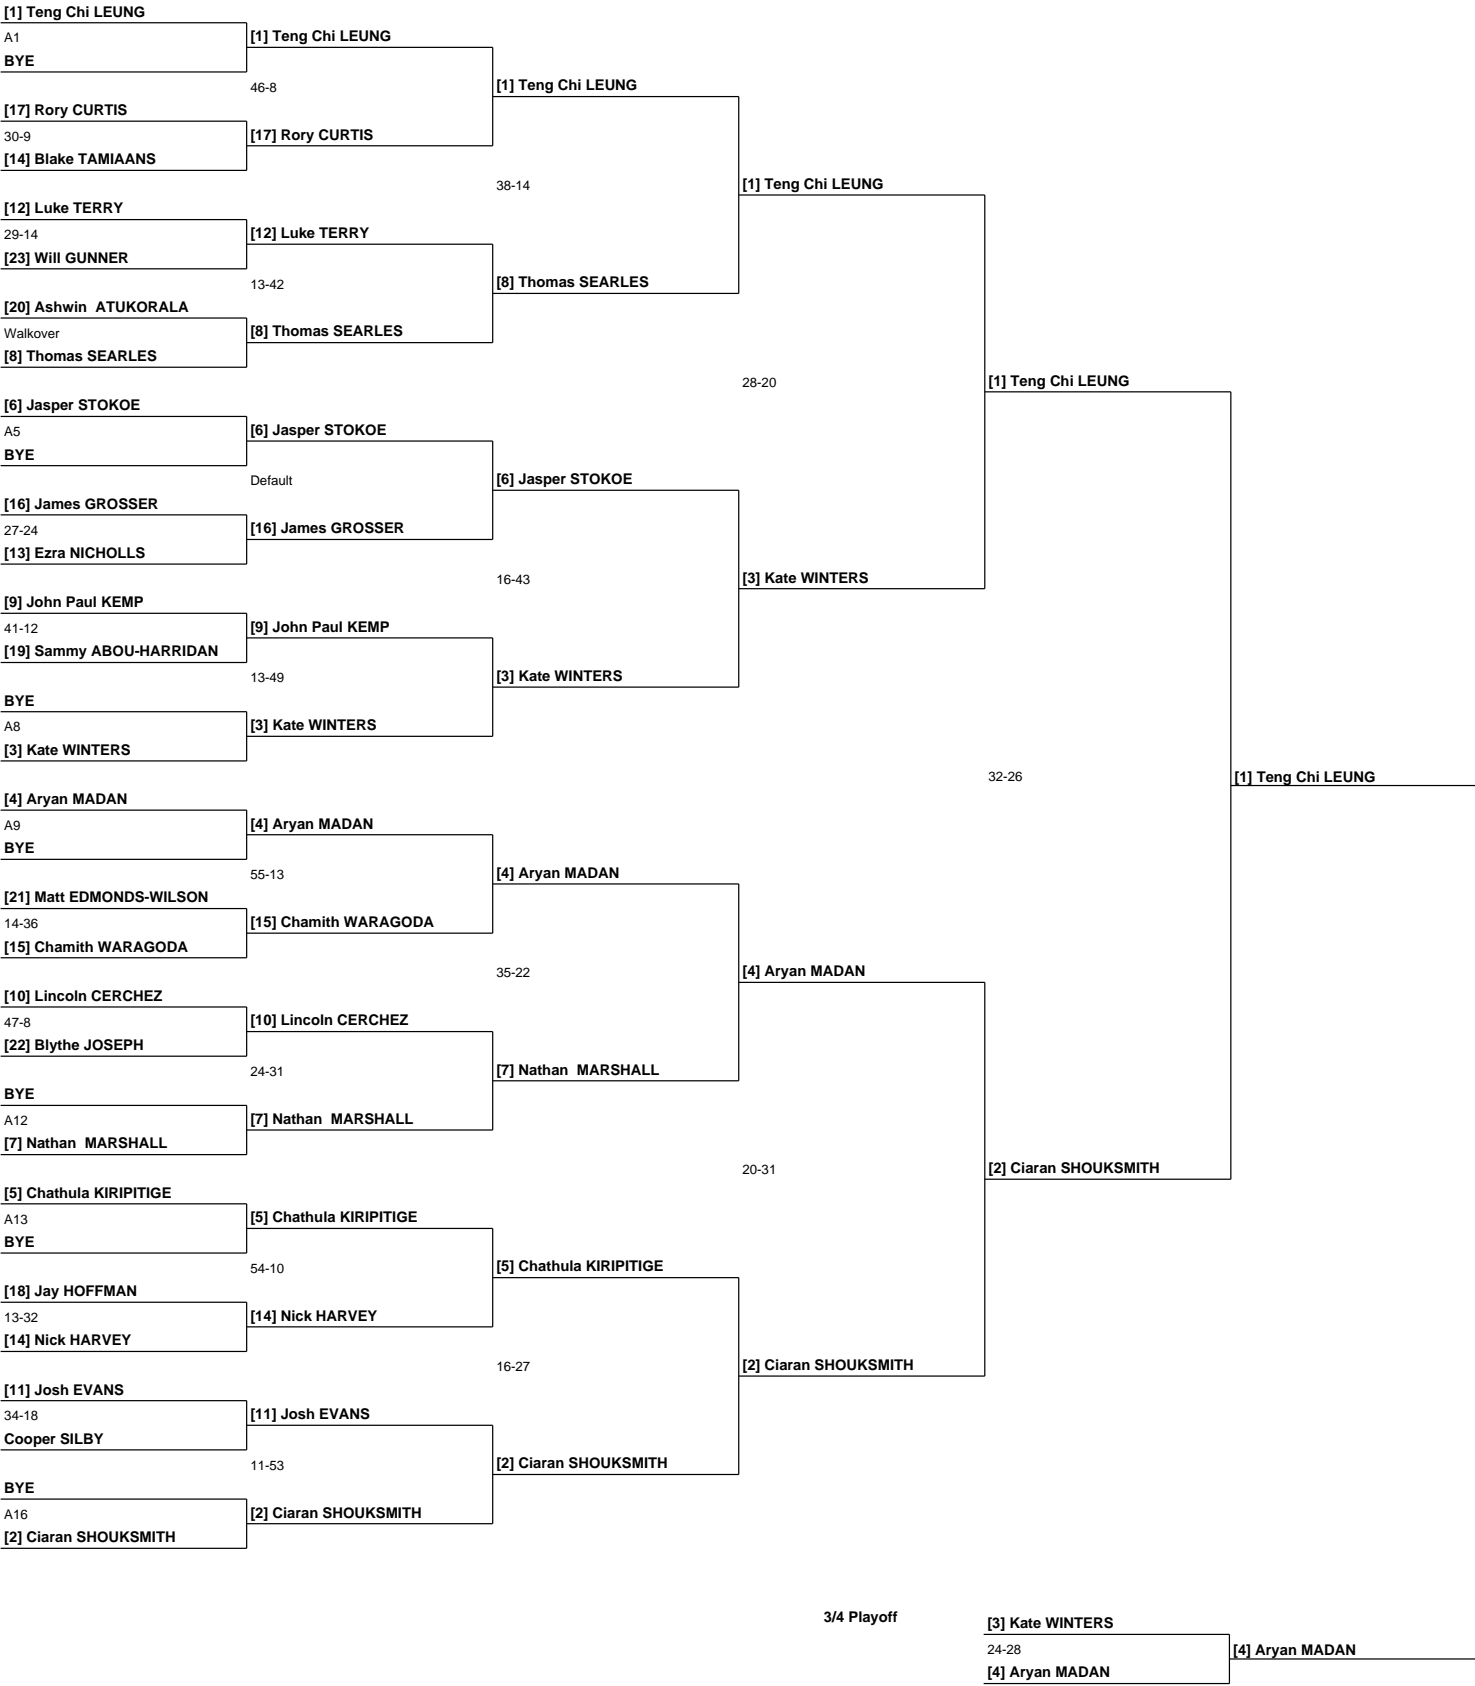 [1] Teng Chi LEUNG
A1
BYE
[17] Rory CURTIS
30-9
[14] Blake TAMIAANS
[12] Luke TERRY
29-14
[23] Will GUNNER
[20] Ashwin  ATUKORALA
Walkover
[8] Thomas SEARLES
[6] Jasper STOKOE
A5
BYE
[16] James GROSSER
27-24
[13] Ezra NICHOLLS
[9] John Paul KEMP
41-12
[19] Sammy ABOU-HARRIDAN
BYE
A8
[3] Kate WINTERS
[4] Aryan MADAN
A9
BYE
[21] Matt EDMONDS-WILSON
14-36
[15] Chamith WARAGODA
[10] Lincoln CERCHEZ
47-8
[22] Blythe JOSEPH
BYE
A12
[7] Nathan  MARSHALL
[5] Chathula KIRIPITIGE
A13
BYE
[18] Jay HOFFMAN
13-32
[14] Nick HARVEY
[11] Josh EVANS
34-18
Cooper SILBY
BYE
A16
[2] Ciaran SHOUKSMITH
[1] Teng Chi LEUNG
46-8
[17] Rory CURTIS
[12] Luke TERRY
13-42
[8] Thomas SEARLES
[6] Jasper STOKOE
Default
[16] James GROSSER
[9] John Paul KEMP
13-49
[3] Kate WINTERS
[4] Aryan MADAN
55-13
[15] Chamith WARAGODA
[10] Lincoln CERCHEZ
24-31
[7] Nathan  MARSHALL
[5] Chathula KIRIPITIGE
54-10
[14] Nick HARVEY
[11] Josh EVANS
11-53
[2] Ciaran SHOUKSMITH
[1] Teng Chi LEUNG
38-14
[8] Thomas SEARLES
[6] Jasper STOKOE
16-43
[3] Kate WINTERS
[4] Aryan MADAN
35-22
[7] Nathan  MARSHALL
[5] Chathula KIRIPITIGE
16-27
[2] Ciaran SHOUKSMITH
[1] Teng Chi LEUNG
28-20
[3] Kate WINTERS
[4] Aryan MADAN
20-31
[2] Ciaran SHOUKSMITH
[1] Teng Chi LEUNG
32-26
[2] Ciaran SHOUKSMITH
[1] Teng Chi LEUNG
3/4 Playoff
[3] Kate WINTERS
24-28
[4] Aryan MADAN
[4] Aryan MADAN